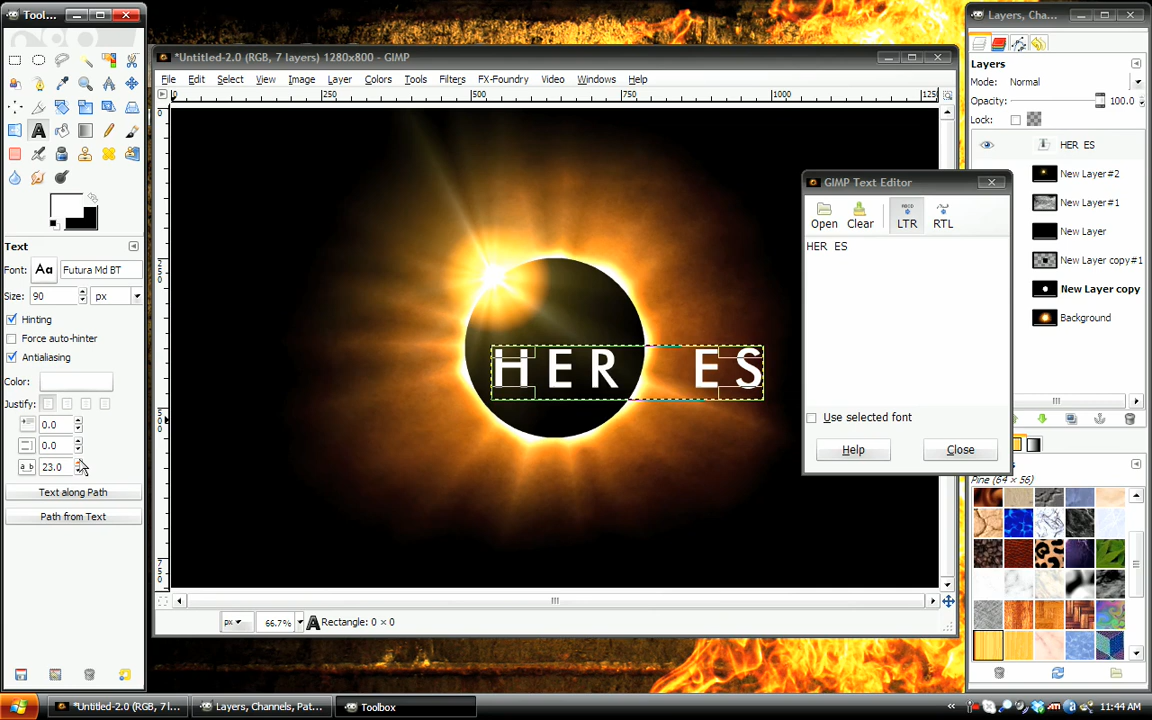 Tool...
*Untitled-2.0 (RGB, 7 layers) 1280x800 - GIMP
Layers, Cha...
File Edit Select View Image Layer Colors Tools Filters FX-Foundry Video Windows Help
0 250 500 750 1000 1250
Layers
Mode: Normal
Opacity: 100.0
Lock:
HER ES
New Layer#2
New Layer#1
New Layer
New Layer copy#1
New Layer copy
Background
Text
Font: Aa Futura Md BT
Size: 90 px
Hinting
Force auto-hinter
Antialiasing
Color:
Justify:
0.0
0.0
23.0
Text along Path
Path from Text
HER ES
GIMP Text Editor
Open Clear LTR RTL
HER ES
Use selected font
Help Close
Pine (64 × 56)
px 66.7% Rectangle: 0 × 0
*Untitled-2.0 (RGB, 7 l... Layers, Channels, Pat... Toolbox 11:44 AM